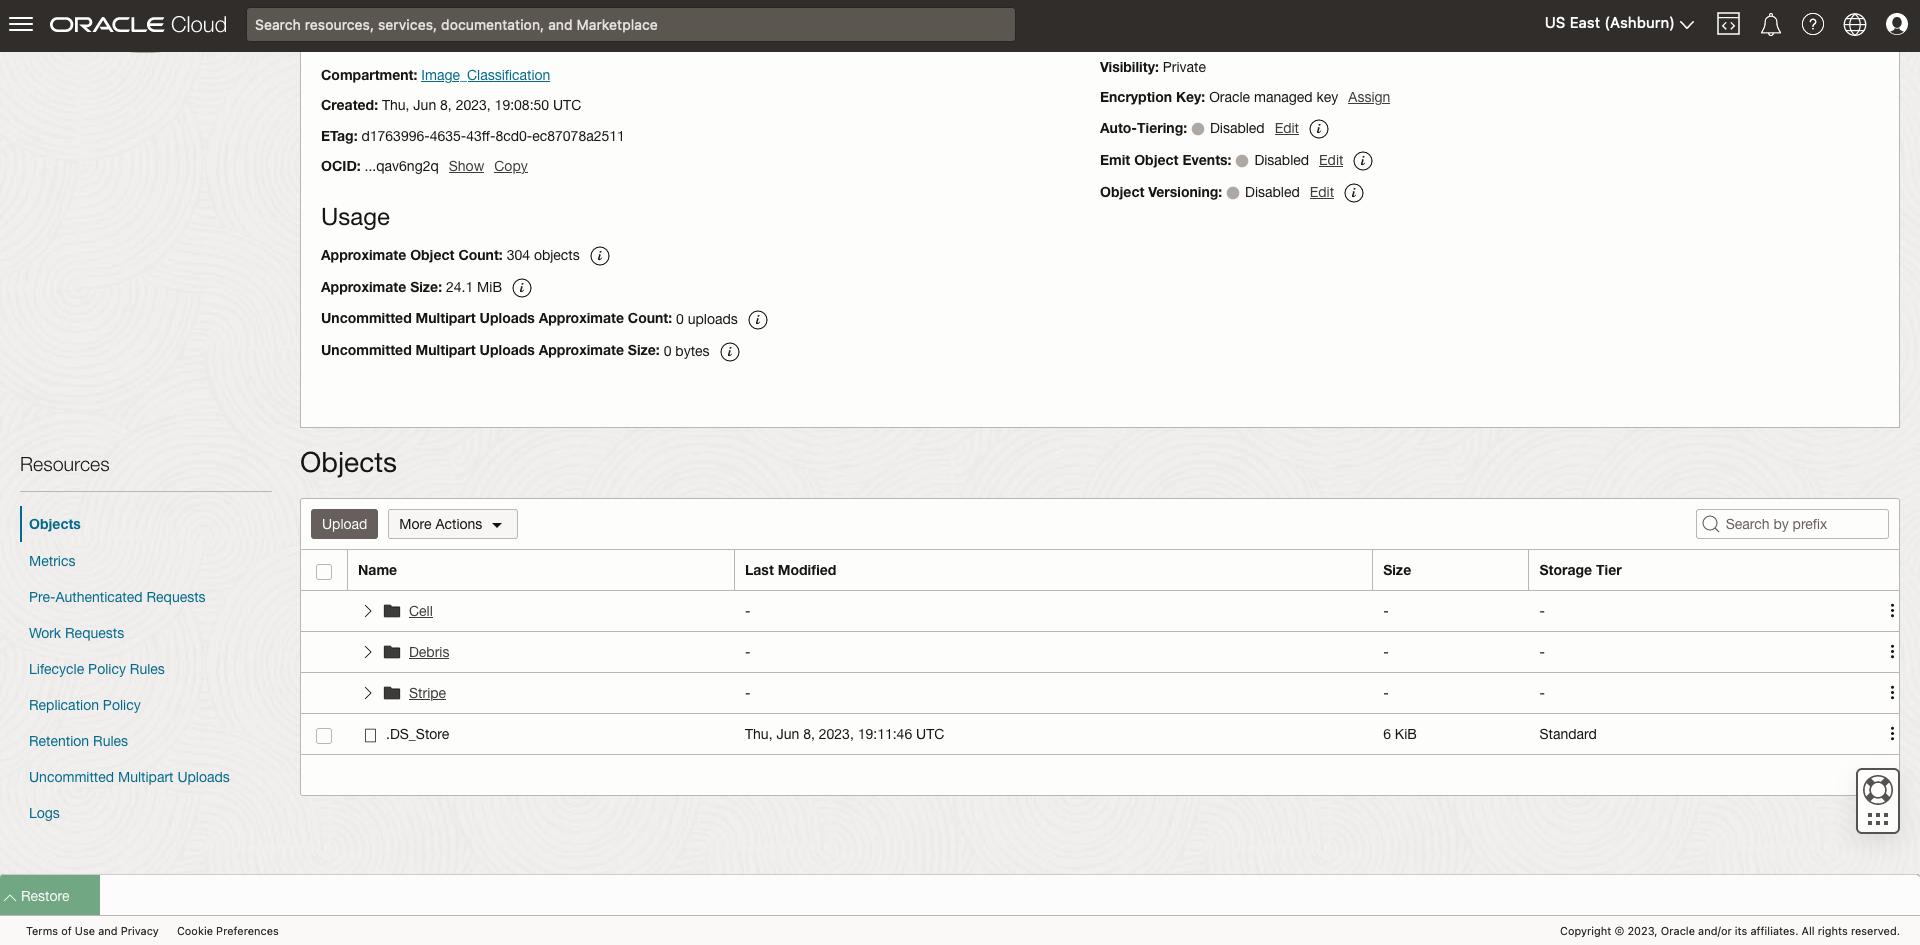 ORACLE Cloud
Search resources, services, documentation, and Marketplace
US East (Ashburn)
Compartment: Image_Classification
Created: Thu, Jun 8, 2023, 19:08:50 UTC
ETag: d1763996-4635-43ff-8cd0-ec87078a2511
OCID: ...qav6ng2q Show Copy
Visibility: Private
Encryption Key: Oracle managed key Assign
Auto-Tiering: Disabled Edit i
Emit Object Events: Disabled Edit i
Object Versioning: Disabled Edit i
Usage
Approximate Object Count: 304 objects i
Approximate Size: 24.1 MiB i
Uncommitted Multipart Uploads Approximate Count: 0 uploads i
Uncommitted Multipart Uploads Approximate Size: 0 bytes i
Resources
Objects
Metrics
Pre-Authenticated Requests
Work Requests
Lifecycle Policy Rules
Replication Policy
Retention Rules
Uncommitted Multipart Uploads
Logs
Objects
Upload More Actions Search by prefix
Name Last Modified Size Storage Tier
Cell - - -
Debris - - -
Stripe - - -
.DS_Store Thu, Jun 8, 2023, 19:11:46 UTC 6 KiB Standard
Restore
Terms of Use and Privacy Cookie Preferences
Copyright © 2023, Oracle and/or its affiliates. All rights reserved.